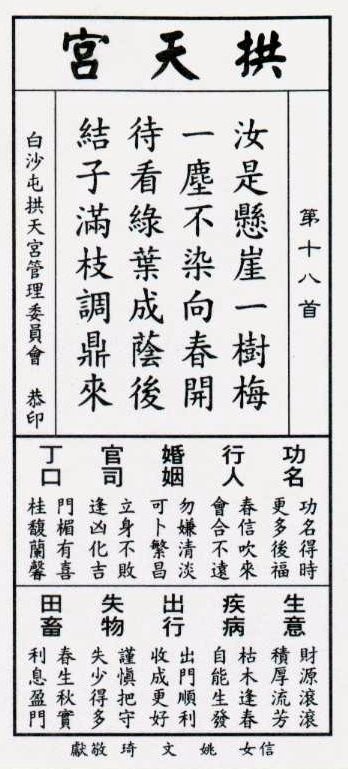 拱天宮
第十八首
汝是懸崖一樹梅
一塵不染向春開
待看綠葉成蔭後
結子滿枝調鼎來
白沙屯拱天宮管理委員會 恭印
功名
功名得時
更多後福
行人
春信吹來
會合不遠
婚姻
勿嫌清淡
可卜繁昌
官司
立身不敗
逢凶化吉
丁口
門楣有喜
桂馥蘭馨
生意
財源滾滾
積厚流芳
疾病
枯木逢春
自能生發
出行
出門順利
收成更好
失物
謹慎把守
失少得多
田畜
春生秋實
利息盈門
信女 姚文琦 敬獻